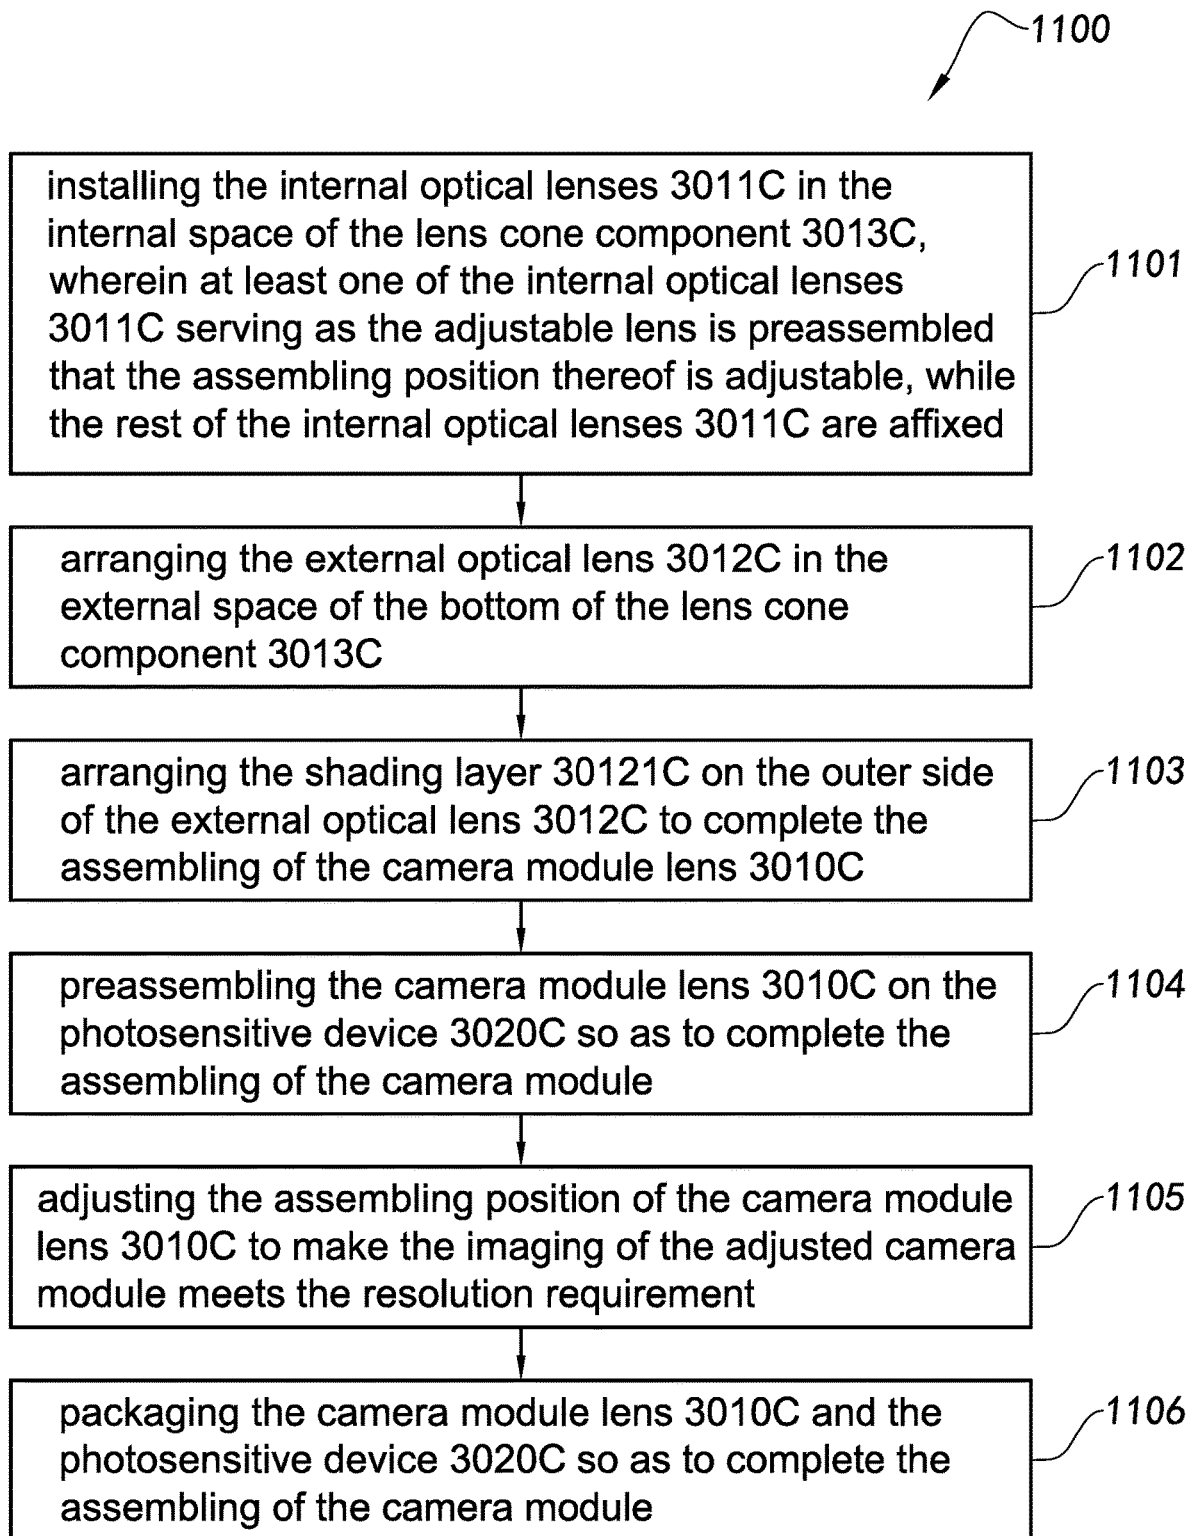 1100
installing the internal optical lenses 3011C in the
internal space of the lens cone component 3013C,
wherein at least one of the internal optical lenses
3011C serving as the adjustable lens is preassembled
that the assembling position thereof is adjustable, while
the rest of the internal optical lenses 3011C are affixed
1101
arranging the external optical lens 3012C in the
external space of the bottom of the lens cone
component 3013C
1102
arranging the shading layer 30121C on the outer side
of the external optical lens 3012C to complete the
assembling of the camera module lens 3010C
1103
preassembling the camera module lens 3010C on the
photosensitive device 3020C so as to complete the
assembling of the camera module
1104
adjusting the assembling position of the camera module
lens 3010C to make the imaging of the adjusted camera
module meets the resolution requirement
1105
packaging the camera module lens 3010C and the
photosensitive device 3020C so as to complete the
assembling of the camera module
1106